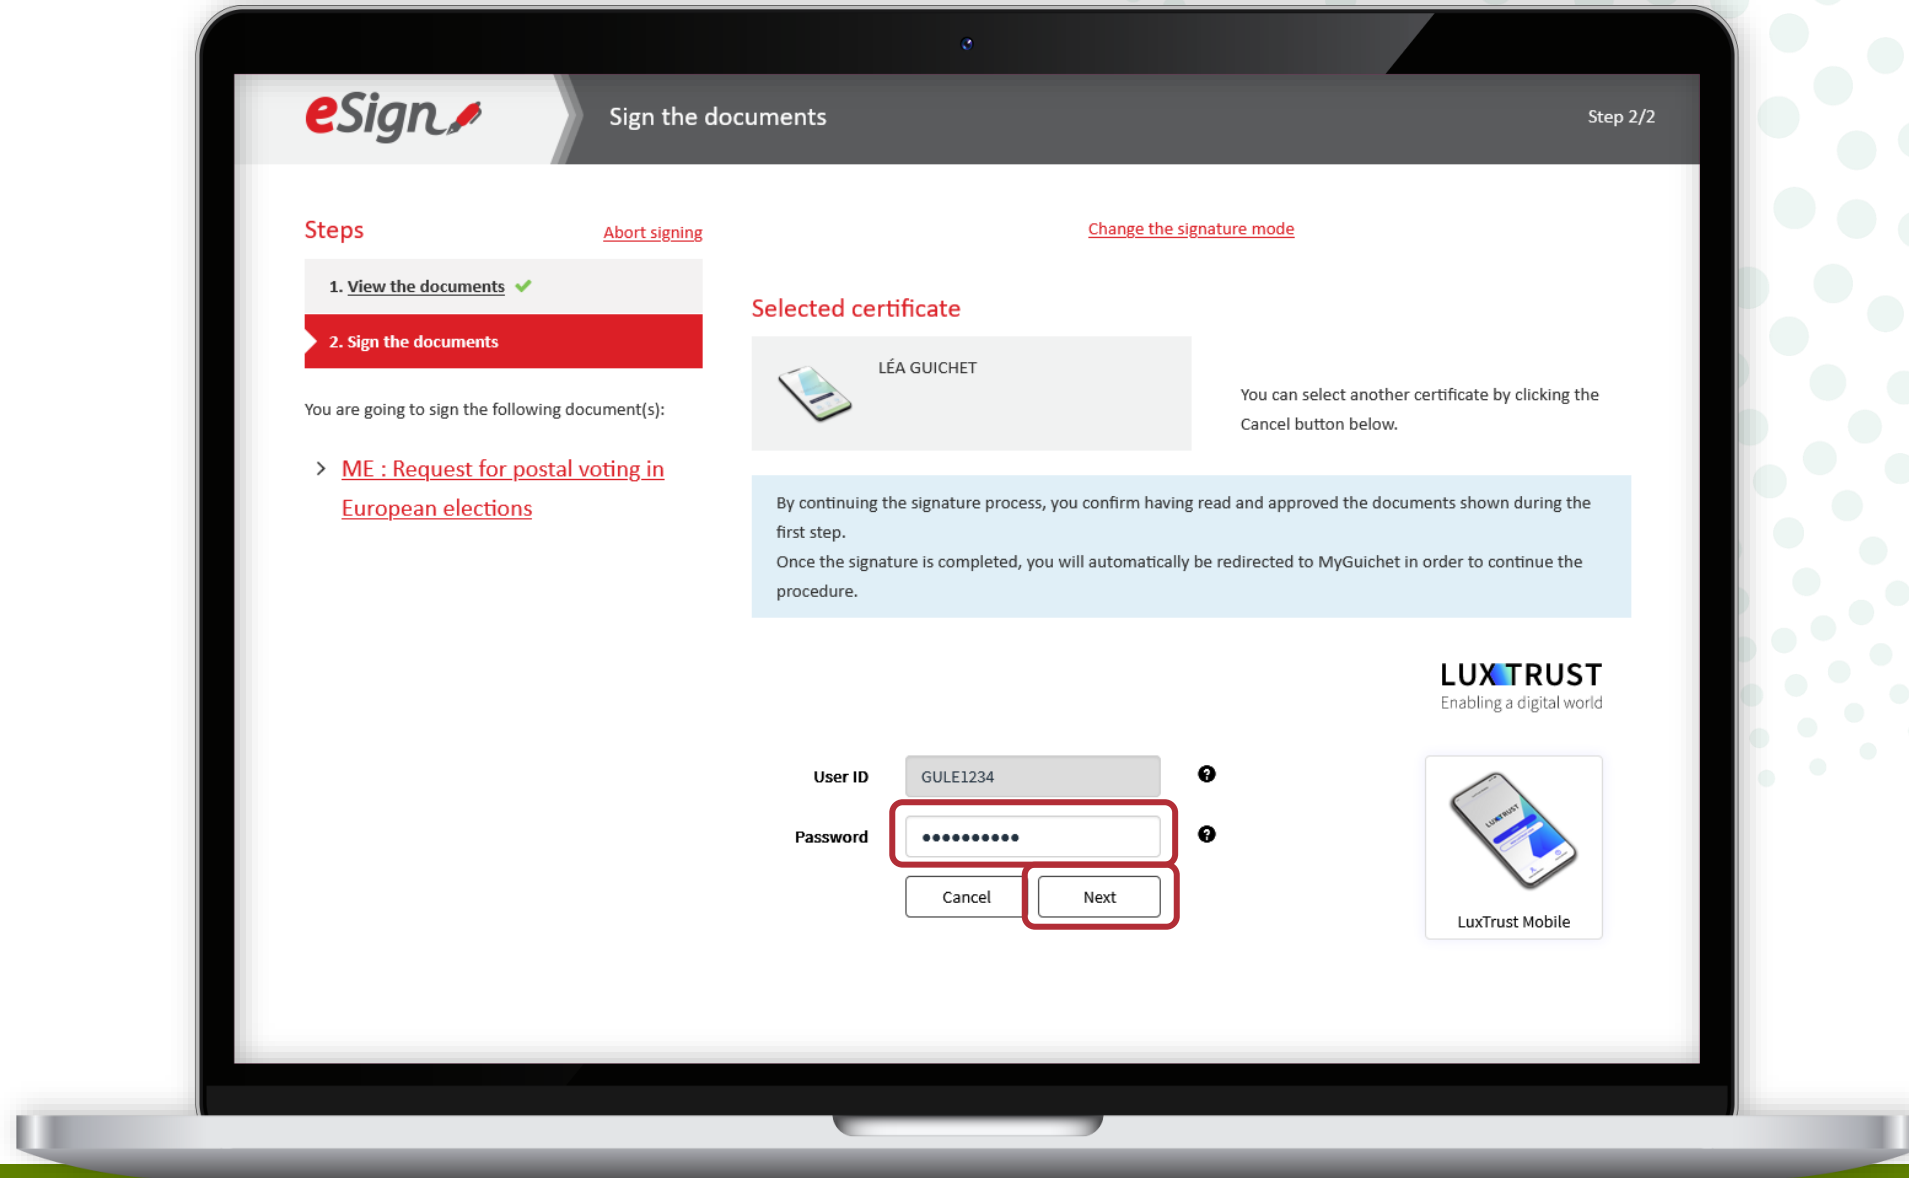 eSign
Sign the documents
Step 2/2
Steps
Abort signing
1. View the documents
2. Sign the documents
You are going to sign the following document(s):
ME : Request for postal voting in
European elections
Change the signature mode
Selected certificate
LÉA GUICHET
You can select another certificate by clicking the
Cancel button below.
By continuing the signature process, you confirm having read and approved the documents shown during the
first step.
Once the signature is completed, you will automatically be redirected to MyGuichet in order to continue the
procedure.
LUXTRUST
Enabling a digital world
User ID
GULE1234
?
Password
••••••••••
?
Cancel
Next
LUXTRUST
LuxTrust Mobile